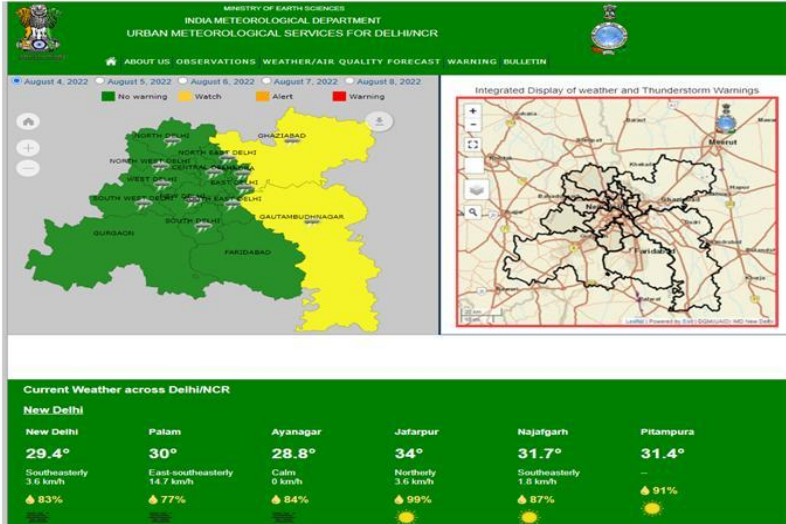 MINISTRY OF EARTH SCIENCES
INDIA METEOROLOGICAL DEPARTMENT
URBAN METEOROLOGICAL SERVICES FOR DELHI/NCR
ABOUT US OBSERVATIONS WEATHER/AIR QUALITY FORECAST WARNING BULLETIN
August 4, 2022 August 5, 2022 August 6, 2022 August 7, 2022 August 8, 2022
No warning Watch Alert Warning
NORTH DELHI
GHAZIABAD
NORTH EAST DELHI
NORTH WEST DELHI
CENTRAL
WEST DELHI
EAST
SOUTH WEST
EAST DELHI
SOUTH DELHI
GAUTAMBUDHNAGAR
GURGAON
FARIDABAD
Integrated Display of weather and Thunderstorm Warnings
Meerut
Khekada
Hapur
Ghaziabad
Faridabad
Khurja
Palwal
Current Weather across Delhi/NCR
New Delhi
New Delhi Palam Ayanagar Jafarpur Najafgarh Pitampura
29.4° 30° 28.8° 34° 31.7° 31.4°
Southeasterly East-southeasterly Calm Northerly Southeasterly --
3.6 km/h 14.7 km/h 0 km/h 3.6 km/h 1.8 km/h
83% 77% 84% 99% 87% 91%